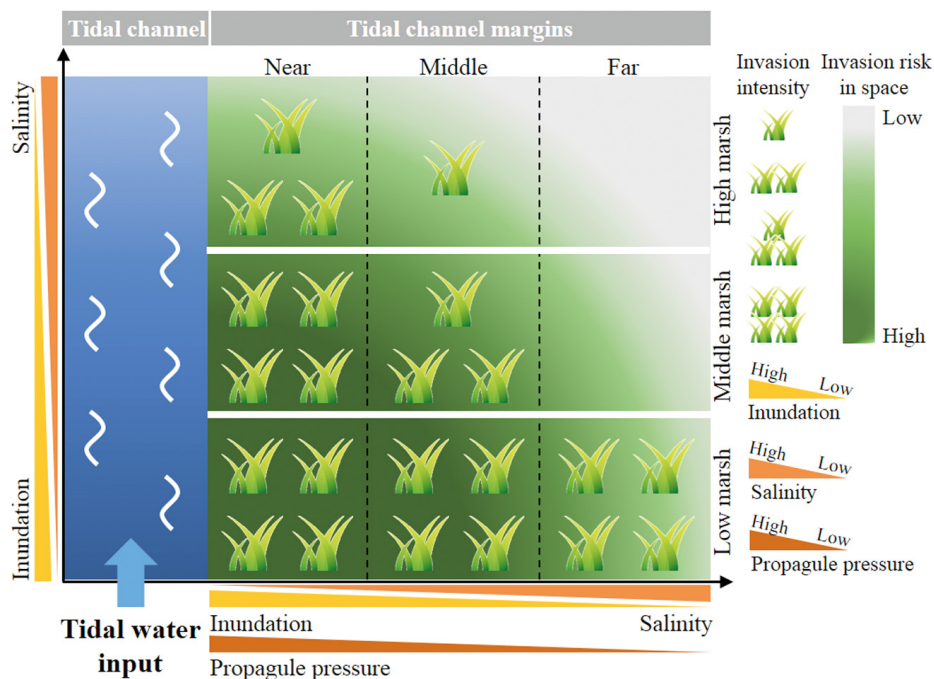 Tidal channel
Tidal channel margins
Near
Middle
Far
Invasion
intensity
Invasion risk
in space
Low
High
Salinity
Inundation
High marsh
Middle marsh
Low marsh
High
Low
Inundation
High
Low
Salinity
High
Low
Propagule pressure
Tidal water
input
Inundation
Salinity
Propagule pressure